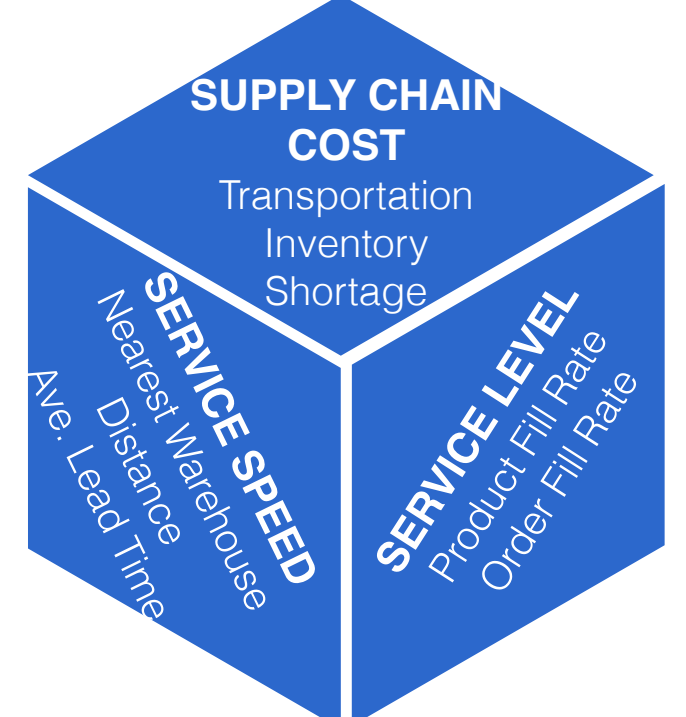 SUPPLY CHAIN
COST
Transportation
Inventory
Shortage
SERVICE SPEED
Nearest Warehouse
Distance
Ave. Lead Time
SERVICE LEVEL
Product Fill Rate
Order Fill Rate